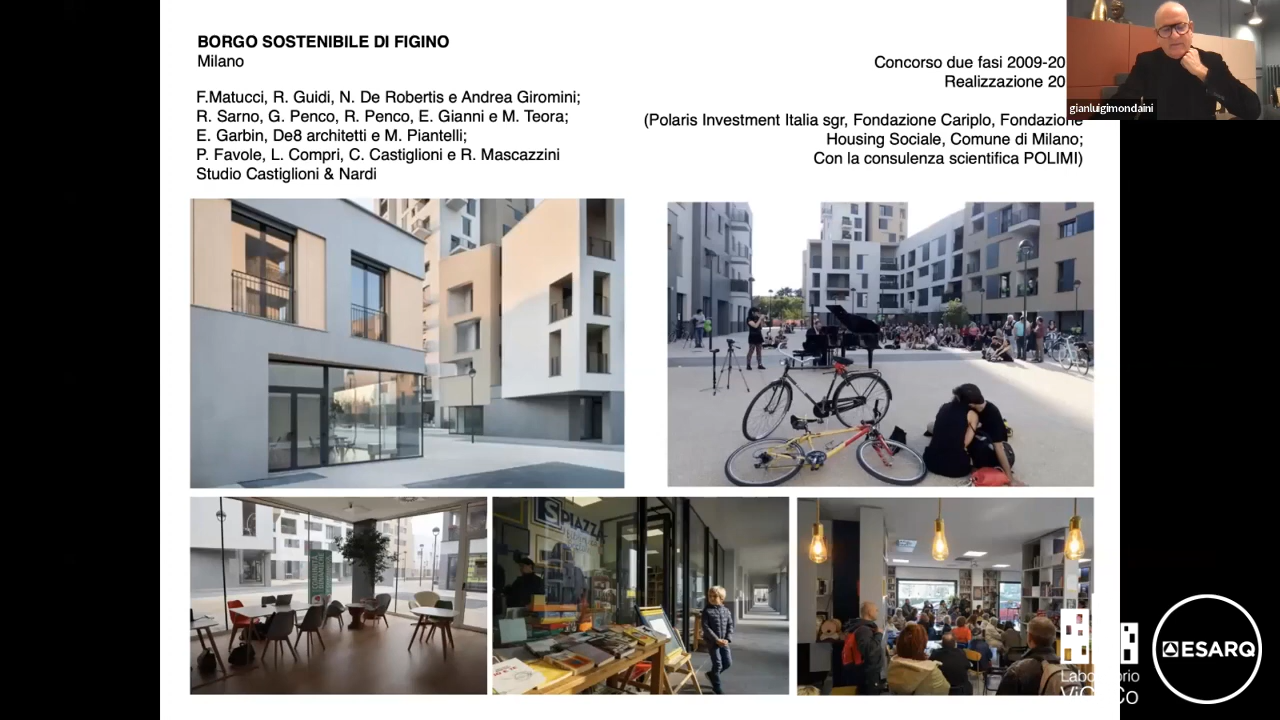 BORGO SOSTENIBILE DI FIGINO
Milano
F.Matucci, R. Guidi, N. De Robertis e Andrea Giromini;
R. Sarno, G. Penco, R. Penco, E. Gianni e M. Teora;
E. Garbin, De8 architetti e M. Piantelli;
P. Favole, L. Compri, C. Castiglioni e R. Mascazzini
Studio Castiglioni & Nardi
Concorso due fasi 2009-20
Realizzazione 20
(Polaris Investment Italia sgr, Fondazione Cariplo, Fondazione
Housing Sociale, Comune di Milano;
Con la consulenza scientifica POLIMI)
gianluigimondaini
SPIAZZA
ESARQ